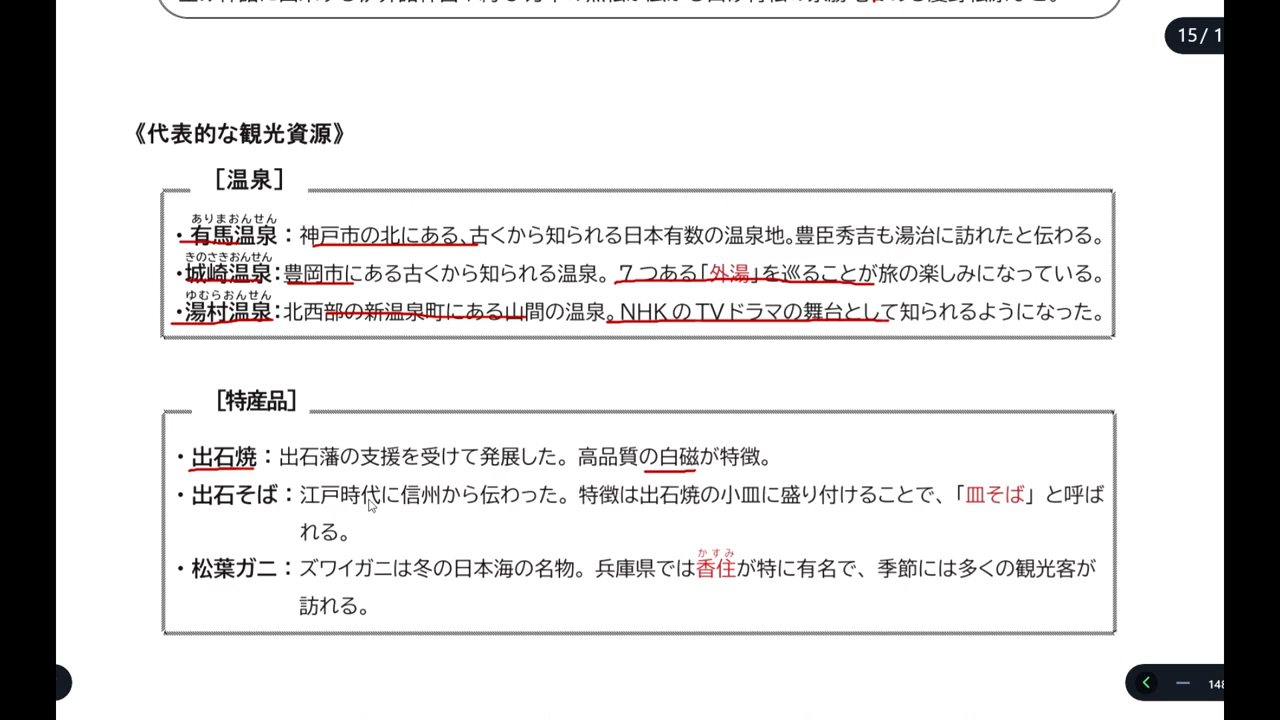 15/1
《代表的な観光資源》
［温泉］
ありまおんせん
・有馬温泉：神戸市の北にある、古くから知られる日本有数の温泉地。豊臣秀吉も湯治に訪れたと伝わる。
きのさきおんせん
・城崎温泉：豊岡市にある古くから知られる温泉。７つある「外湯」を巡ることが旅の楽しみになっている。
ゆむらおんせん
・湯村温泉：北西部の新温泉町にある山間の温泉。NHKのTVドラマの舞台として知られるようになった。
［特産品］
・出石焼：出石藩の支援を受けて発展した。高品質の白磁が特徴。
・出石そば：江戸時代に信州から伝わった。特徴は出石焼の小皿に盛り付けることで、「皿そば」と呼ば
れる。
かすみ
・松葉ガニ：ズワイガニは冬の日本海の名物。兵庫県では香住が特に有名で、季節には多くの観光客が
訪れる。
148